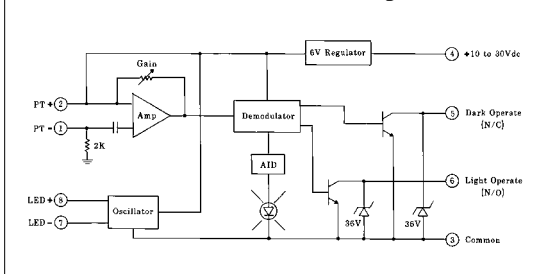 6V Regulator
4 +10 to 30Vdc
Gain
PT + 2
Amp
PT - 1
2K
Demodulator
5 Dark Operate
{N/C}
AID
6 Light Operate
{N/O}
LED + 8
Oscillator
LED - 7
36V
36V
3 Common